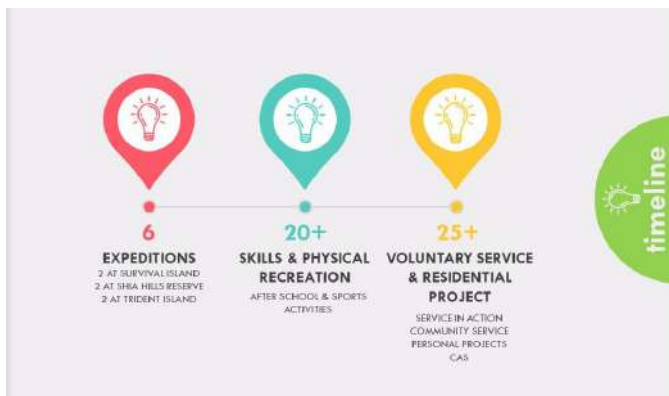 6
EXPEDITIONS
2 AT SURVIVAL ISLAND
2 AT SHIA HILLS RESERVE
2 AT TRIDENT ISLAND
20+
SKILLS & PHYSICAL
RECREATION
AFTER SCHOOL & SPORTS
ACTIVITIES
25+
VOLUNTARY SERVICE
& RESIDENTIAL
PROJECT
SERVICE IN ACTION
COMMUNITY SERVICE
PERSONAL PROJECTS
CAS
timeline